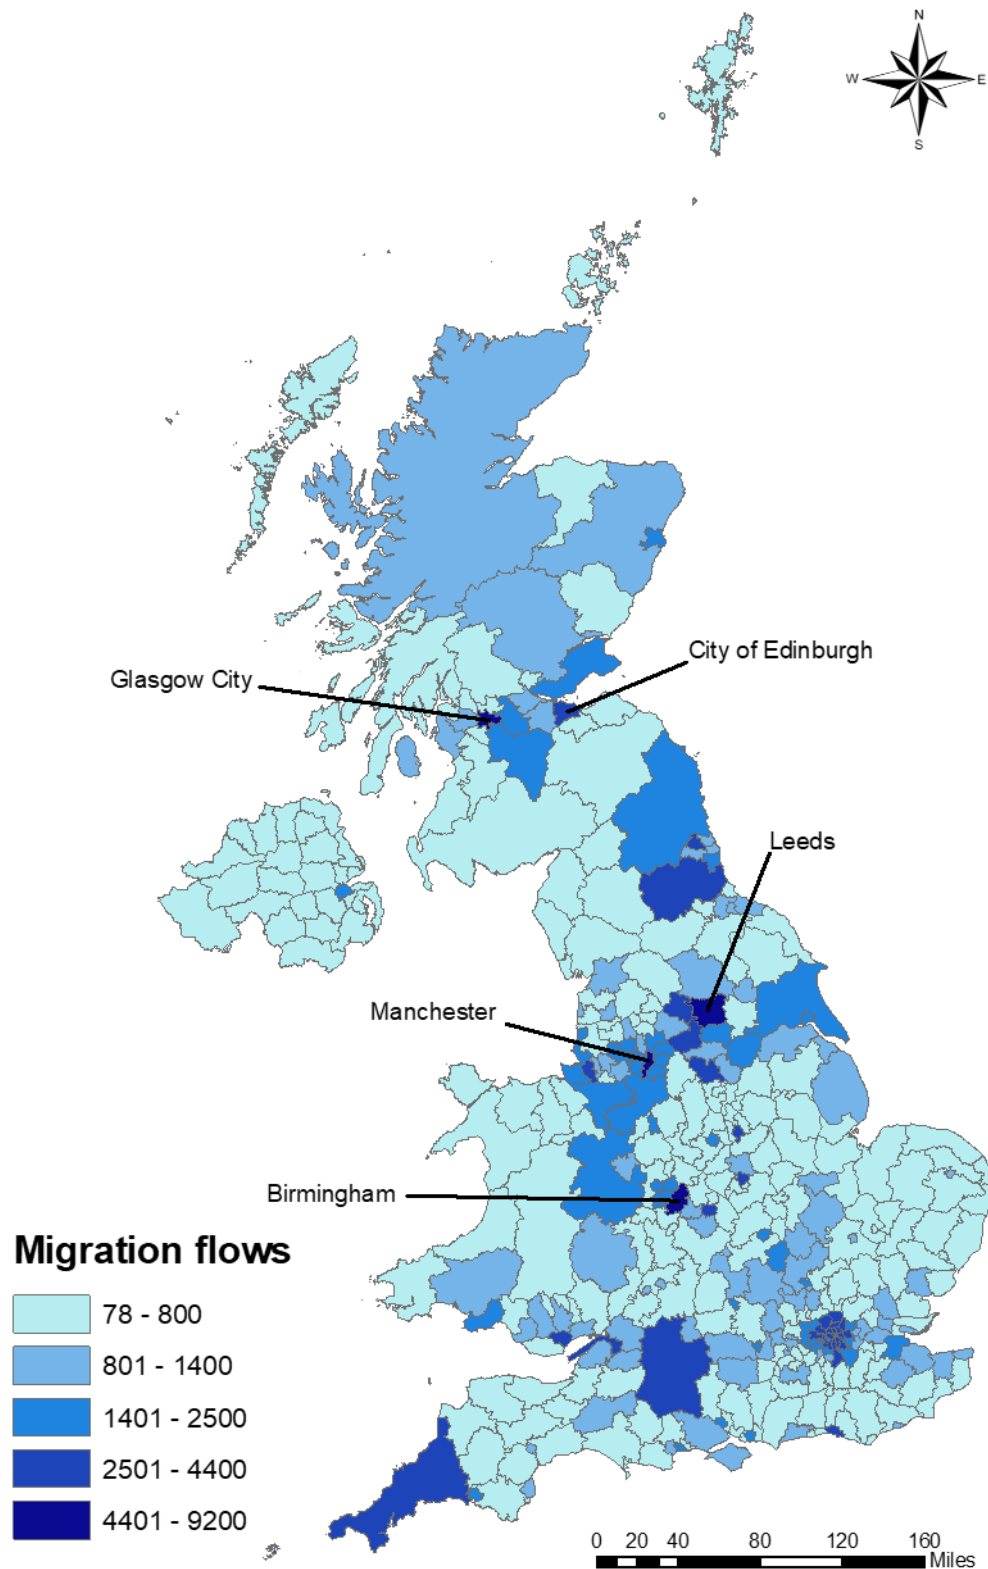 N
W E
S
City of Edinburgh
Glasgow City
Leeds
Manchester
Birmingham
Migration flows
78 - 800
801 - 1400
1401 - 2500
2501 - 4400
4401 - 9200
0 20 40 80 120 160
Miles